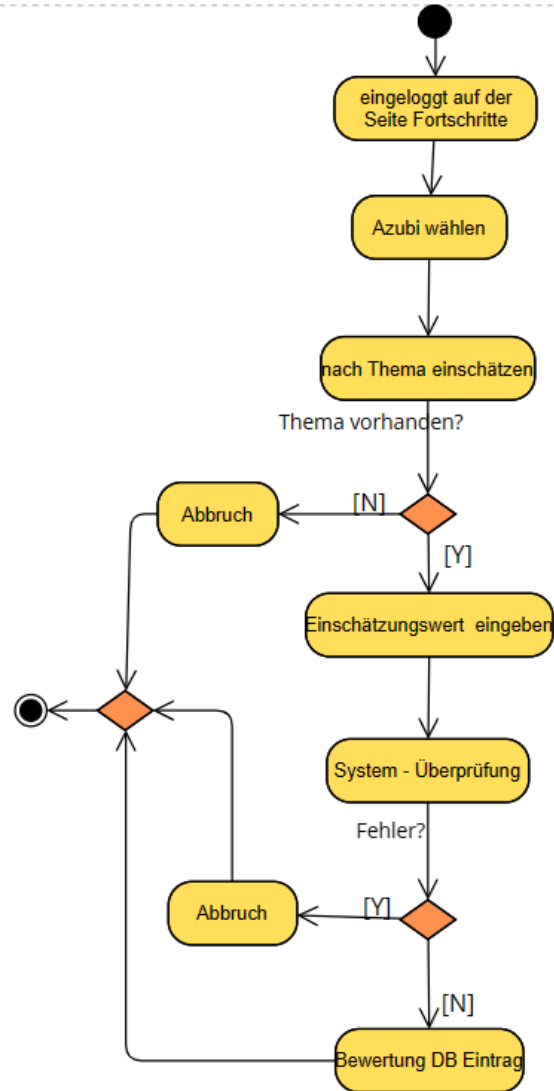 eingeloggt auf der
Seite Fortschritte
Azubi wählen
nach Thema einschätzen
Thema vorhanden?
[N]
Abbruch
[Y]
Einschätzungswert eingeben
System - Überprüfung
Fehler?
[Y]
Abbruch
[N]
Bewertung DB Eintrag